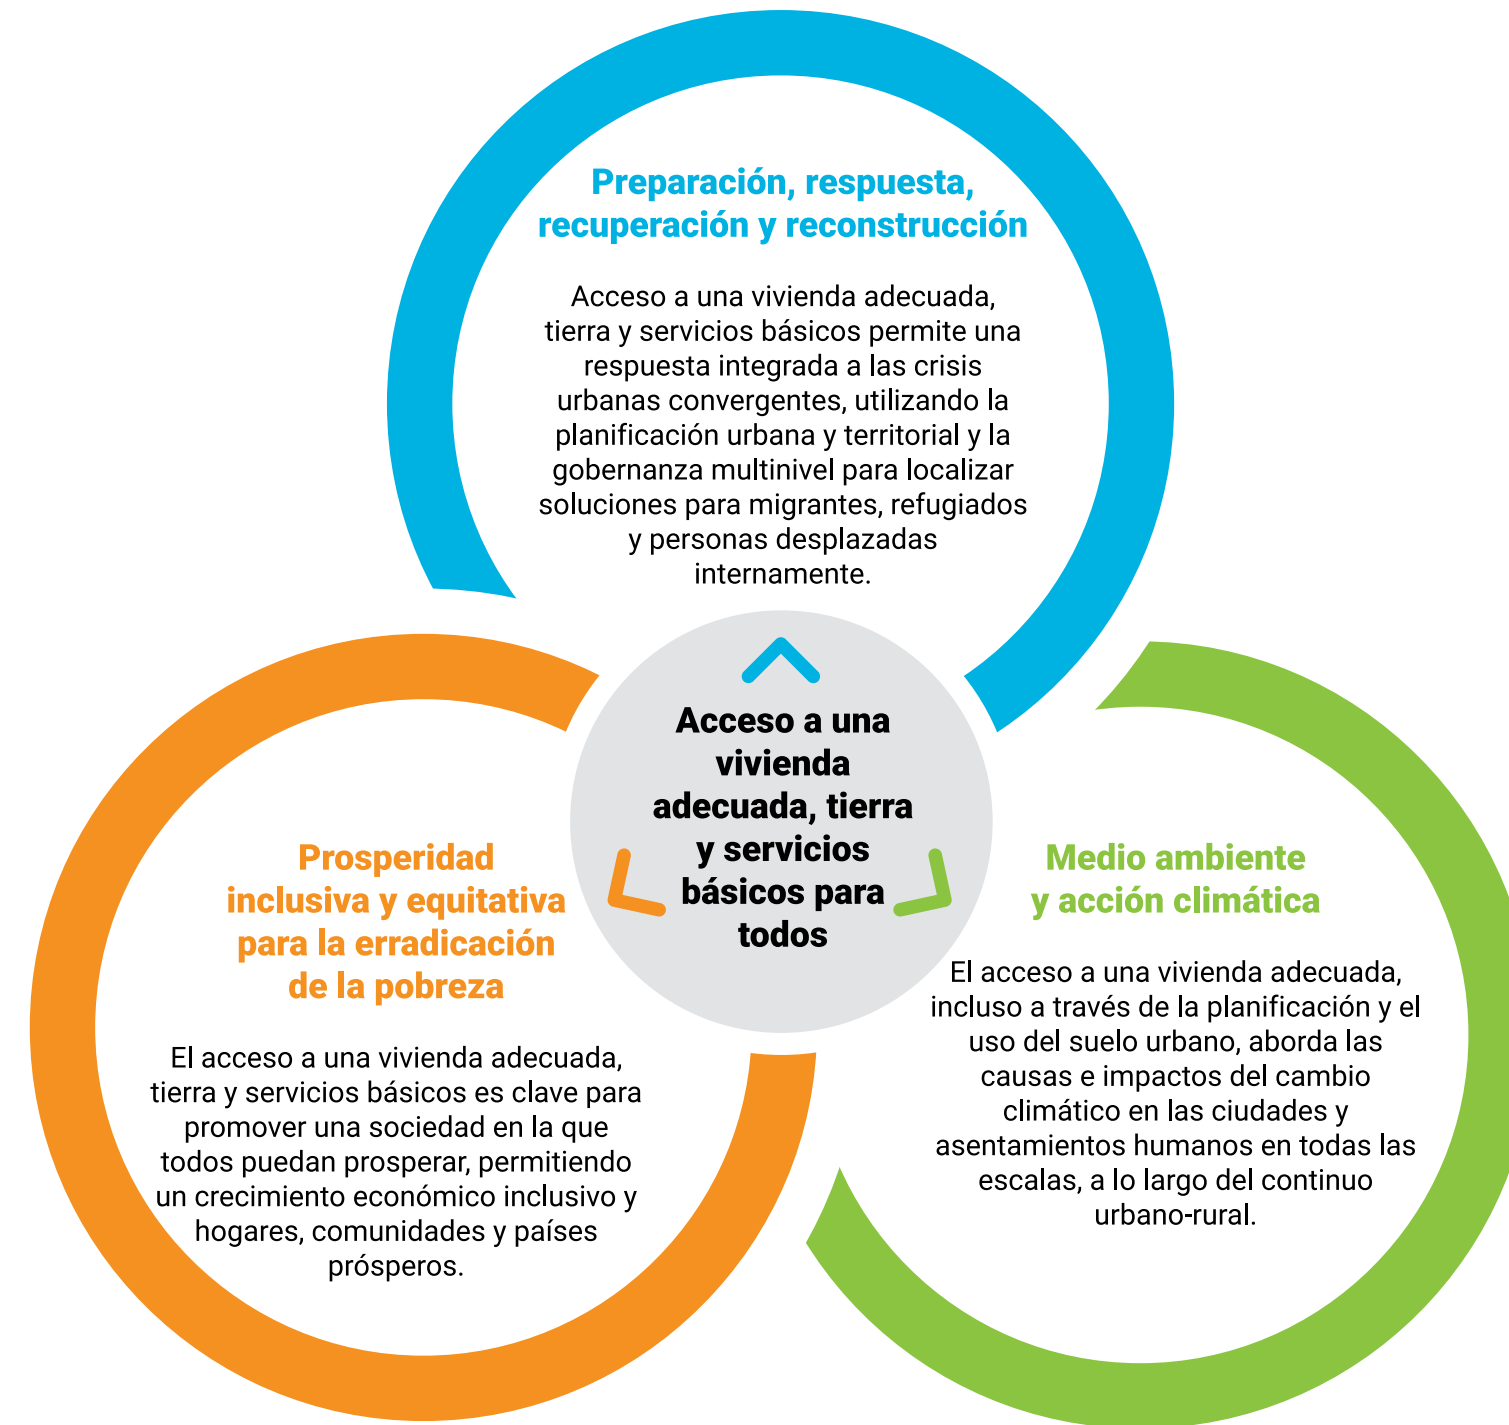 Preparación, respuesta,
recuperación y reconstrucción
Acceso a una vivienda adecuada,
tierra y servicios básicos permite una
respuesta integrada a las crisis
urbanas convergentes, utilizando la
planificación urbana y territorial y la
gobernanza multinivel para localizar
soluciones para migrantes, refugiados
y personas desplazadas
internamente.
Acceso a una
vivienda
adecuada, tierra
y servicios
básicos para
todos
Prosperidad
inclusiva y equitativa
para la erradicación
de la pobreza
El acceso a una vivienda adecuada,
tierra y servicios básicos es clave para
promover una sociedad en la que
todos puedan prosperar, permitiendo
un crecimiento económico inclusivo y
hogares, comunidades y países
prósperos.
Medio ambiente
y acción climática
El acceso a una vivienda adecuada,
incluso a través de la planificación y el
uso del suelo urbano, aborda las
causas e impactos del cambio
climático en las ciudades y
asentamientos humanos en todas las
escalas, a lo largo del continuo
urbano-rural.